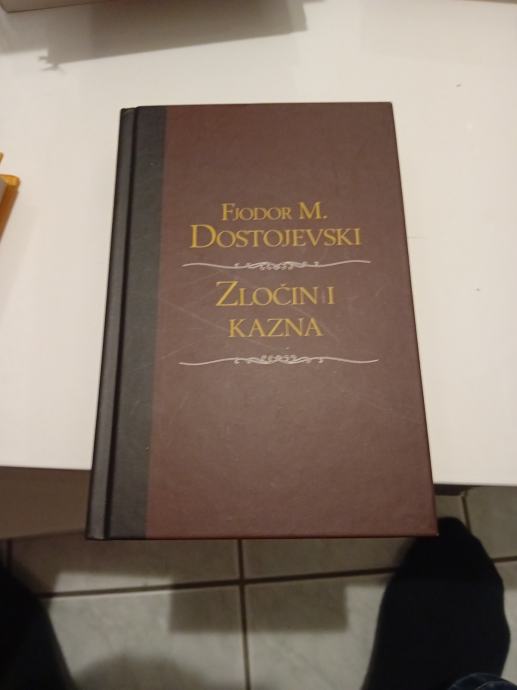 FJODOR M.
DOSTOJEVSKI
ZLOČIN I
KAZNA